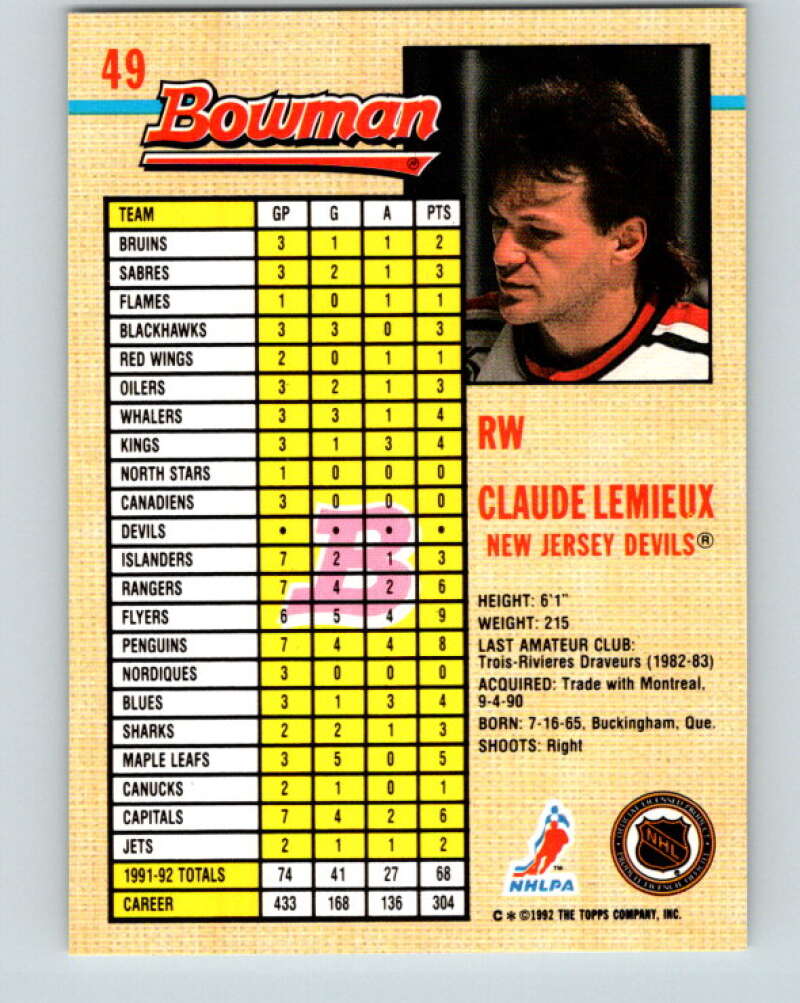 49
Bowman
TEAM GP G A PTS
BRUINS 3 1 1 2
SABRES 3 2 1 3
FLAMES 1 0 1 1
BLACKHAWKS 3 3 0 3
RED WINGS 2 0 1 1
OILERS 3 2 1 3
WHALERS 3 3 1 4
KINGS 3 1 3 4
NORTH STARS 1 0 0 0
CANADIENS 3 0 0 0
DEVILS • • • •
ISLANDERS 7 2 1 3
RANGERS 7 4 2 6
FLYERS 6 5 4 9
PENGUINS 7 4 4 8
NORDIQUES 3 0 0 0
BLUES 3 1 3 4
SHARKS 2 2 1 3
MAPLE LEAFS 3 5 0 5
CANUCKS 2 1 0 1
CAPITALS 7 4 2 6
JETS 2 1 1 2
1991-92 TOTALS 74 41 27 68
CAREER 433 168 136 304
B
RW
CLAUDE LEMIEUX
NEW JERSEY DEVILS®
HEIGHT: 6'1"
WEIGHT: 215
LAST AMATEUR CLUB:
Trois-Rivieres Draveurs (1982-83)
ACQUIRED: Trade with Montreal,
9-4-90
BORN: 7-16-65, Buckingham, Que.
SHOOTS: Right
NHLPA ™
OFFICIAL LICENSED PRODUCT
NHL
C * ©1992 THE TOPPS COMPANY, INC.